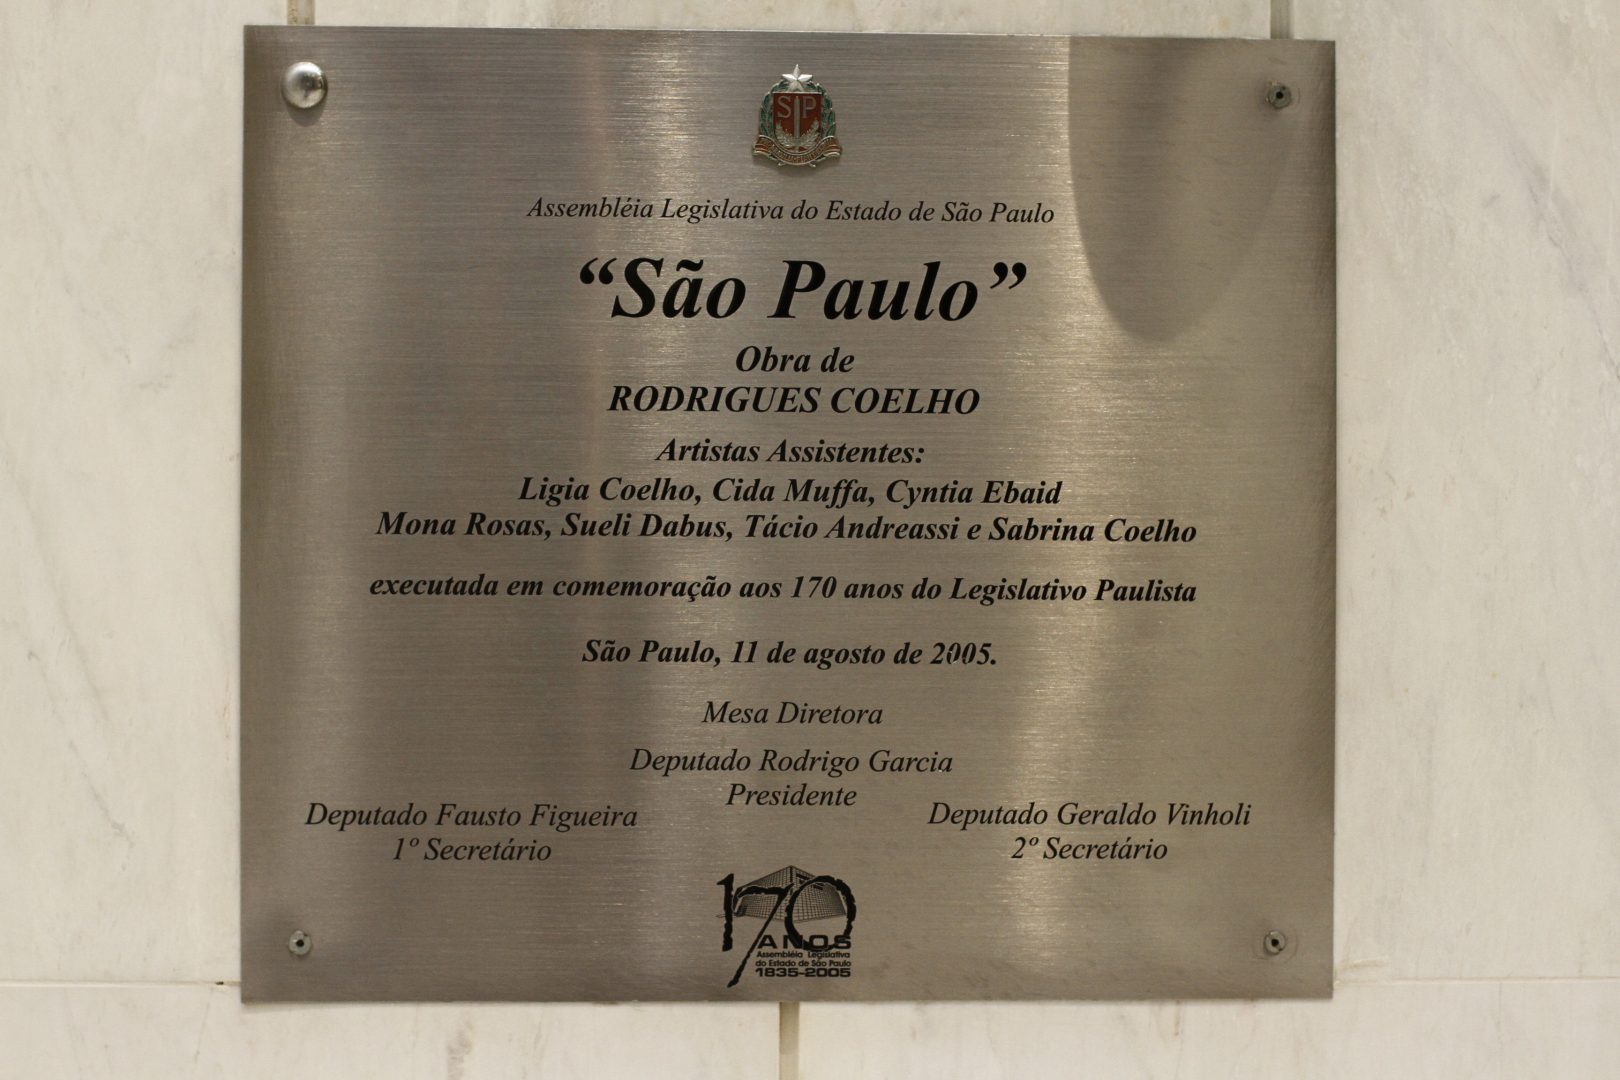 SP
Assembléia Legislativa do Estado de São Paulo
“São Paulo”
Obra de
RODRIGUES COELHO
Artistas Assistentes:
Ligia Coelho, Cida Muffa, Cyntia Ebaid
Mona Rosas, Sueli Dabus, Tácio Andreassi e Sabrina Coelho
executada em comemoração aos 170 anos do Legislativo Paulista
São Paulo, 11 de agosto de 2005.
Mesa Diretora
Deputado Rodrigo Garcia
Presidente
Deputado Fausto Figueira
1º Secretário
Deputado Geraldo Vinholi
2º Secretário
170
ANOS
Assembléia Legislativa
do Estado de São Paulo
1835-2005